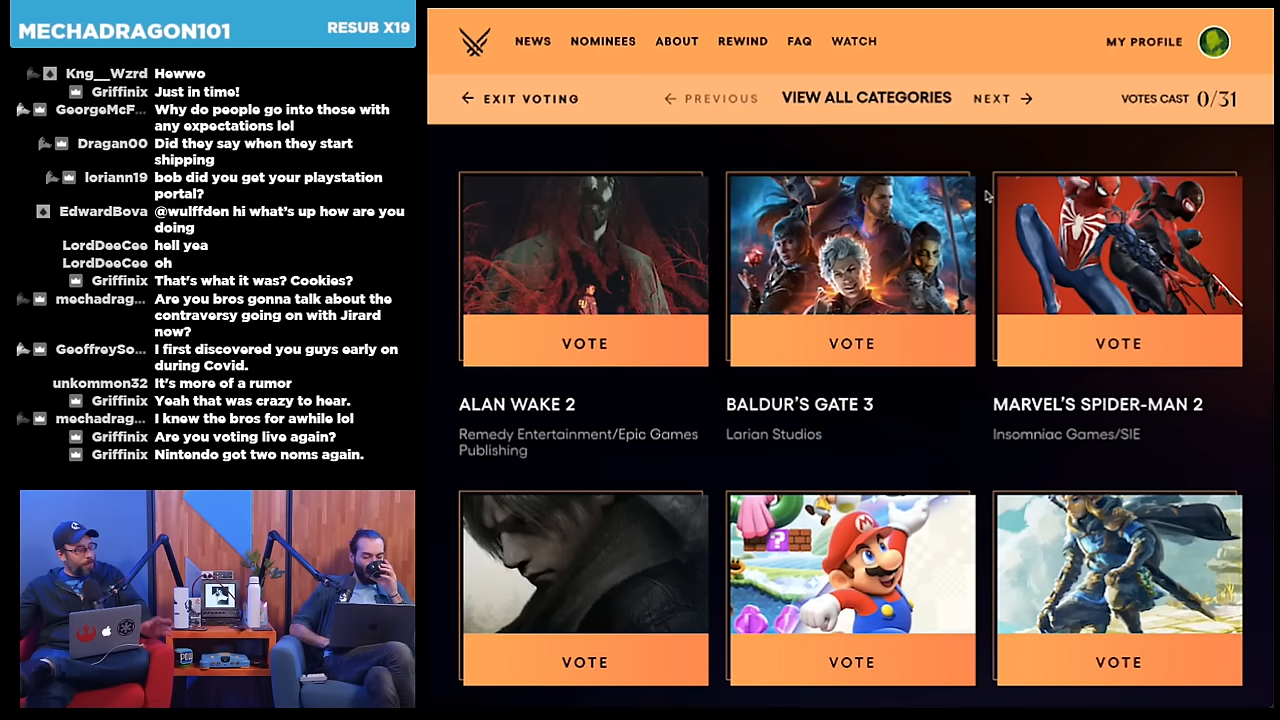 MECHADRAGON101
RESUB X19
Kng__Wzrd Hewwo
Griffinix Just in time!
GeorgeMcF... Why do people go into those with
any expectations lol
Dragan00 Did they say when they start
shipping
loriann19 bob did you get your playstation
portal?
EdwardBova @wulffden hi what's up how are you
doing
LordDeeCee hell yea
LordDeeCee oh
Griffinix That's what it was? Cookies?
mechadrag... Are you bros gonna talk about the
contraversy going on with Jirard
now?
GeoffreySo... I first discovered you guys early on
during Covid.
unkommon32 It's more of a rumor
Griffinix Yeah that was crazy to hear.
mechadrag... I knew the bros for awhile lol
Griffinix Are you voting live again?
Griffinix Nintendo got two noms again.
NEWS NOMINEES ABOUT REWIND FAQ WATCH MY PROFILE
← EXIT VOTING ← PREVIOUS VIEW ALL CATEGORIES NEXT → VOTES CAST 0/31
VOTE VOTE VOTE
ALAN WAKE 2
Remedy Entertainment/Epic Games
Publishing
BALDUR'S GATE 3
Larian Studios
MARVEL'S SPIDER-MAN 2
Insomniac Games/SIE
VOTE VOTE VOTE